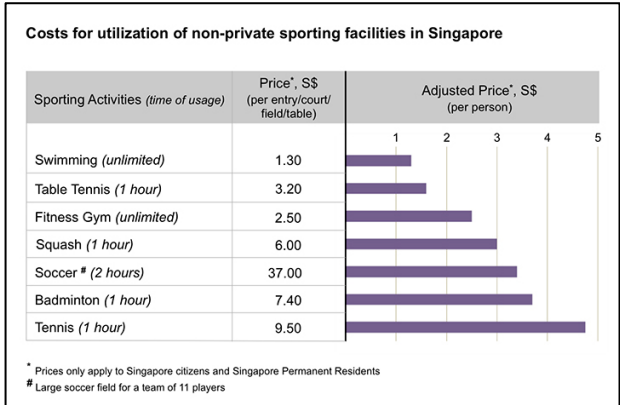 Costs for utilization of non-private sporting facilities in Singapore
Sporting Activities (time of usage)
Price*, S$
(per entry/court/
field/table)
Adjusted Price*, S$
(per person)
1 2 3 4 5
Swimming (unlimited) 1.30
Table Tennis (1 hour) 3.20
Fitness Gym (unlimited) 2.50
Squash (1 hour) 6.00
Soccer # (2 hours) 37.00
Badminton (1 hour) 7.40
Tennis (1 hour) 9.50
* Prices only apply to Singapore citizens and Singapore Permanent Residents
# Large soccer field for a team of 11 players